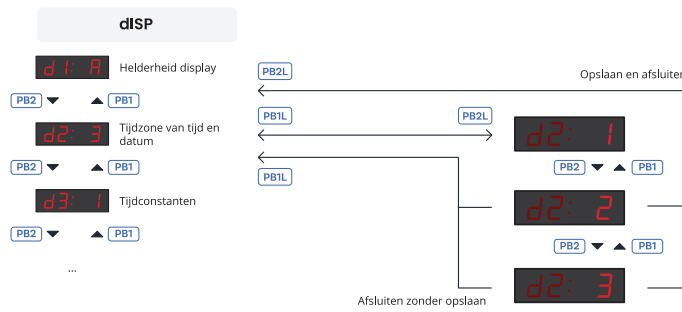 dISP
d1: A
Helderheid display
PB2L
Opslaan en afsluiten
PB2
PB1
PB1L
PB2L
d2: 3
Tijdzone van tijd en
datum
d2: 1
PB2
PB1
PB1L
PB2
PB1
d3: 1
Tijdconstanten
d2: 2
PB2
PB1
PB2
PB1
...
d2: 3
Afsluiten zonder opslaan